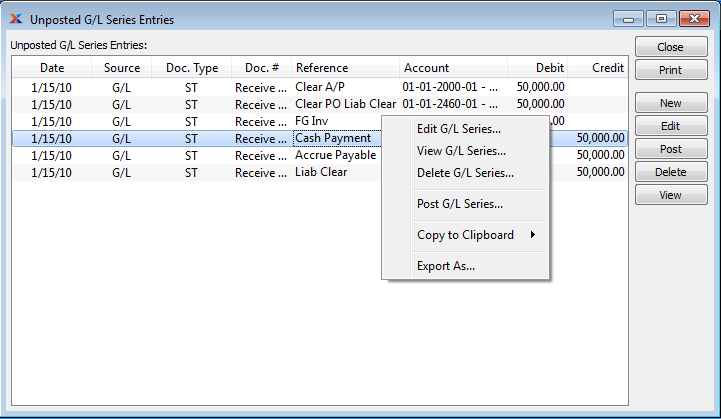 Unposted G/L Series Entries
Unposted G/L Series Entries:
Date Source Doc. Type Doc. # Reference Account Debit Credit
1/15/10 G/L ST Receive ... Clear A/P 01-01-2000-01 - ... 50,000.00
1/15/10 G/L ST Receive ... Clear PO Liab Clear 01-01-2460-01 - ... 50,000.00
1/15/10 G/L ST Receive ... FG Inv 00
1/15/10 G/L ST Receive ... Cash Payment 50,000.00
1/15/10 G/L ST Receive ... Accrue Payable 50,000.00
1/15/10 G/L ST Receive ... Liab Clear 50,000.00
Edit G/L Series...
View G/L Series...
Delete G/L Series...
Post G/L Series...
Copy to Clipboard
Export As...
Close
Print
New
Edit
Post
Delete
View